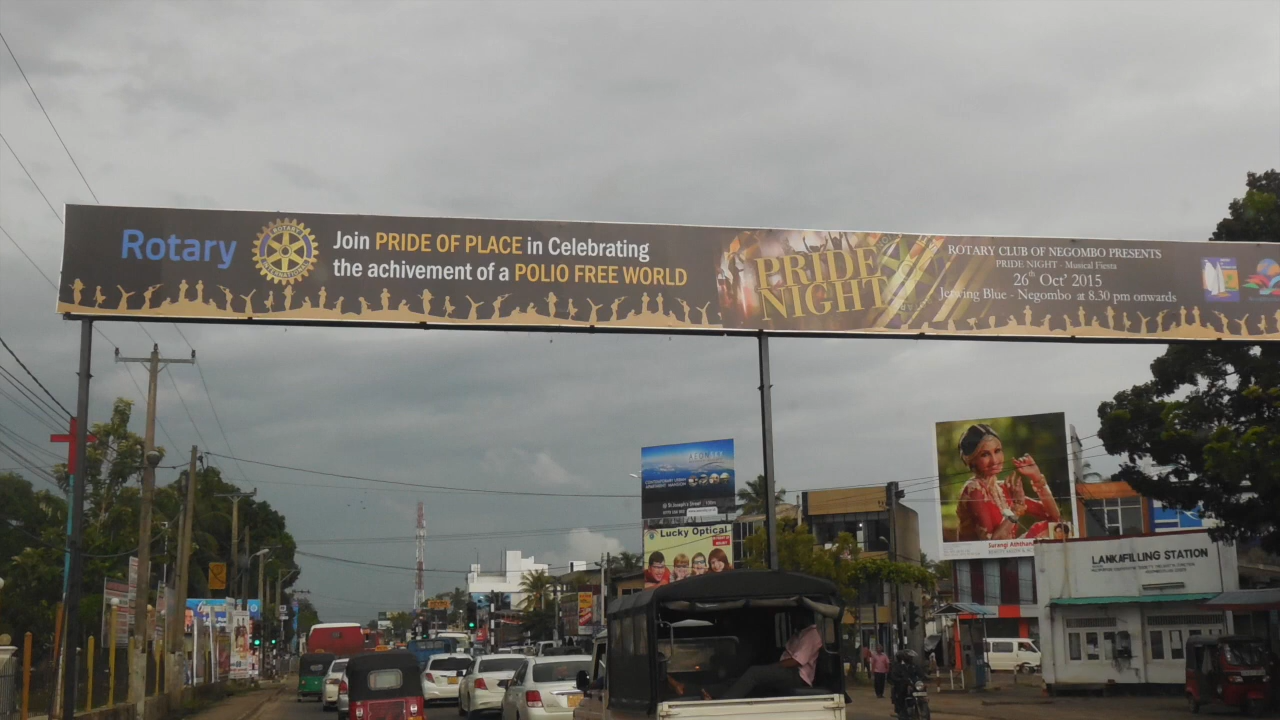 Rotary
ROTARY
INTERNATIONAL
Join PRIDE OF PLACE in Celebrating
the achivement of a POLIO FREE WORLD
PRIDE
NIGHT
ROTARY CLUB OF NEGOMBO PRESENTS
PRIDE NIGHT - Musical Fiesta
26th Oct' 2015
Jetwing Blue - Negombo at 8.30 pm onwards
Lucky Optical
LANKAFILLING STATION